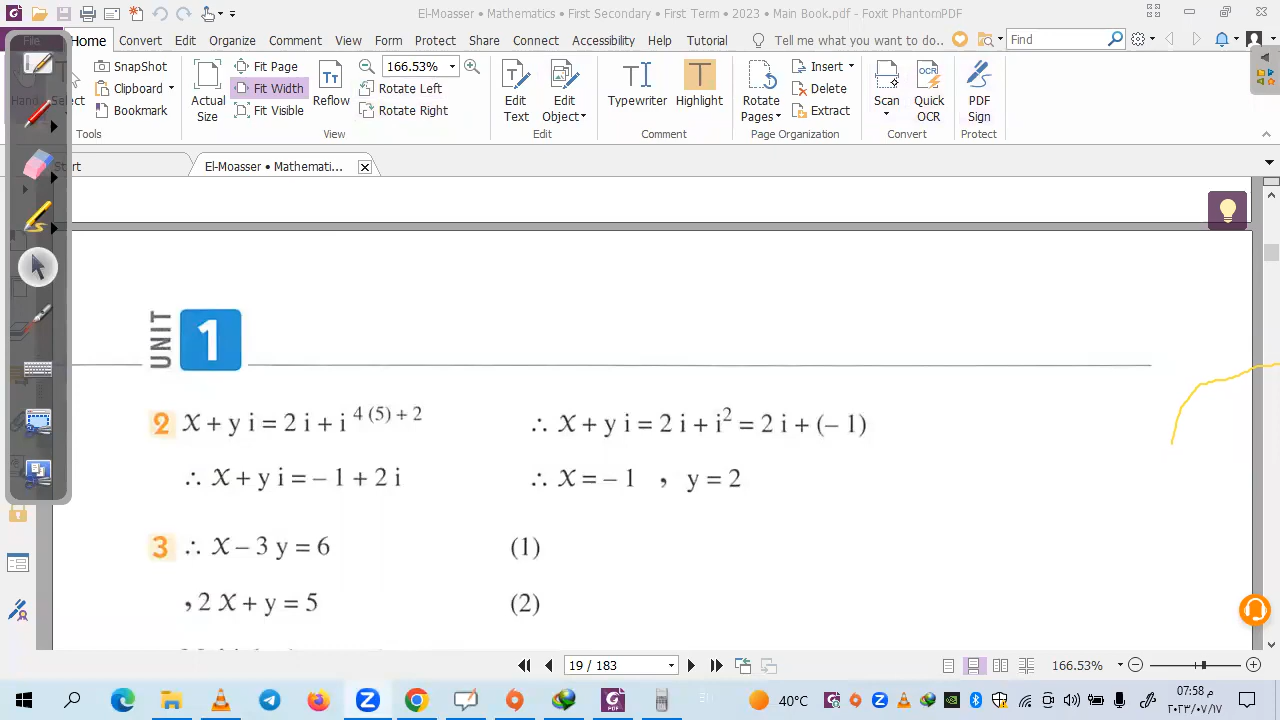 El-Moasser • Mathematics • First Secondary • First Term • 2024 • Main Book.pdf - Foxit PhantomPDF
File Home Convert Edit Organize Comment View Form Protect Share Connect Accessibility Help Tutorial Tell me what you want to do.. Find
Hand Select SnapShot Clipboard Bookmark Tools
Actual Size Fit Page Fit Width Fit Visible Reflow 166.53% Rotate Left Rotate Right View
Edit Text Edit Object Edit
Typewriter Highlight Comment
Rotate Pages Insert Delete Extract Page Organization
Scan Quick OCR Convert
PDF Sign Protect
Start El-Moasser • Mathemati...
UNIT 1
2 x + y i = 2 i + i^{4 (5) + 2} ∴ x + y i = 2 i + i² = 2 i + (– 1)
∴ x + y i = – 1 + 2 i ∴ x = – 1 , y = 2
3 ∴ x – 3 y = 6 (1)
, 2 x + y = 5 (2)
19 / 183 166.53%
40°C م 07:58
٢٠٢٣/٠٧/١٧